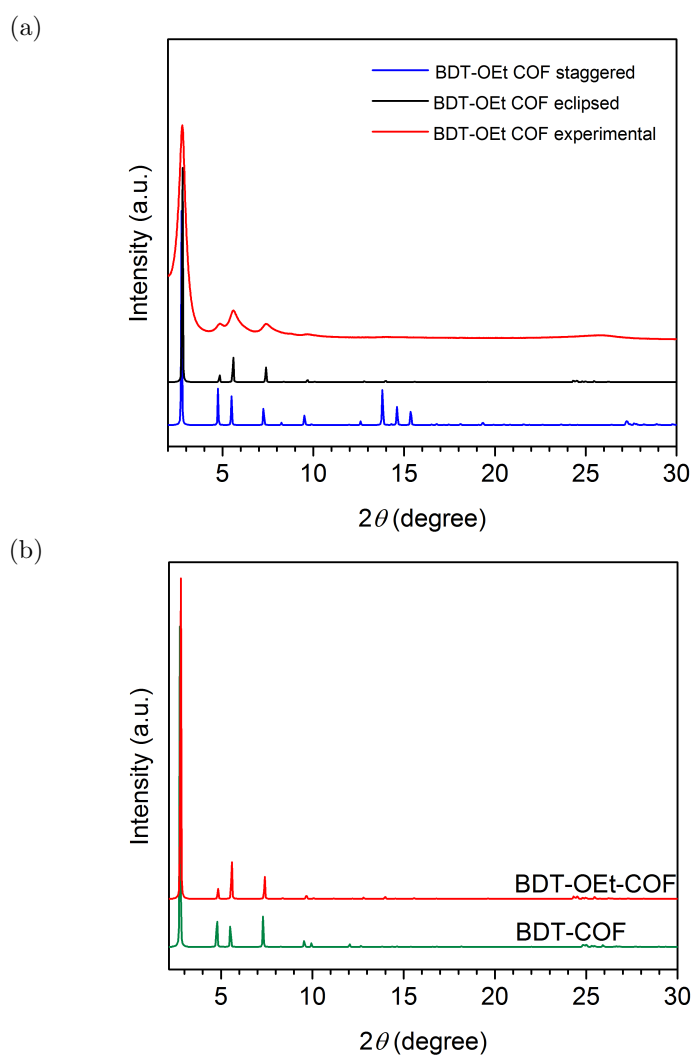 (a)
BDT-OEt COF staggered
BDT-OEt COF eclipsed
BDT-OEt COF experimental
Intensity (a.u.)
5 10 15 20 25 30
2θ (degree)
(b)
Intensity (a.u.)
BDT-OEt-COF
BDT-COF
5 10 15 20 25 30
2θ (degree)